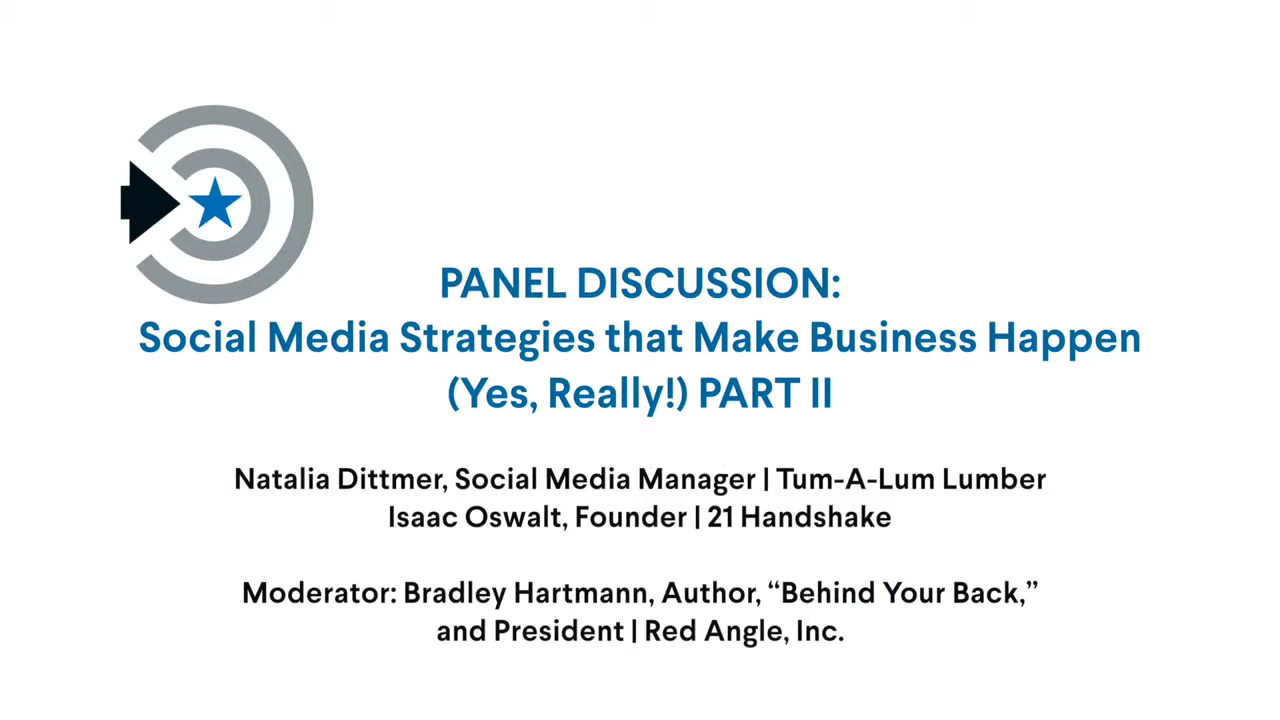 PANEL DISCUSSION:
Social Media Strategies that Make Business Happen
(Yes, Really!) PART II
Natalia Dittmer, Social Media Manager | Tum-A-Lum Lumber
Isaac Oswalt, Founder | 21 Handshake
Moderator: Bradley Hartmann, Author, “Behind Your Back,”
and President | Red Angle, Inc.